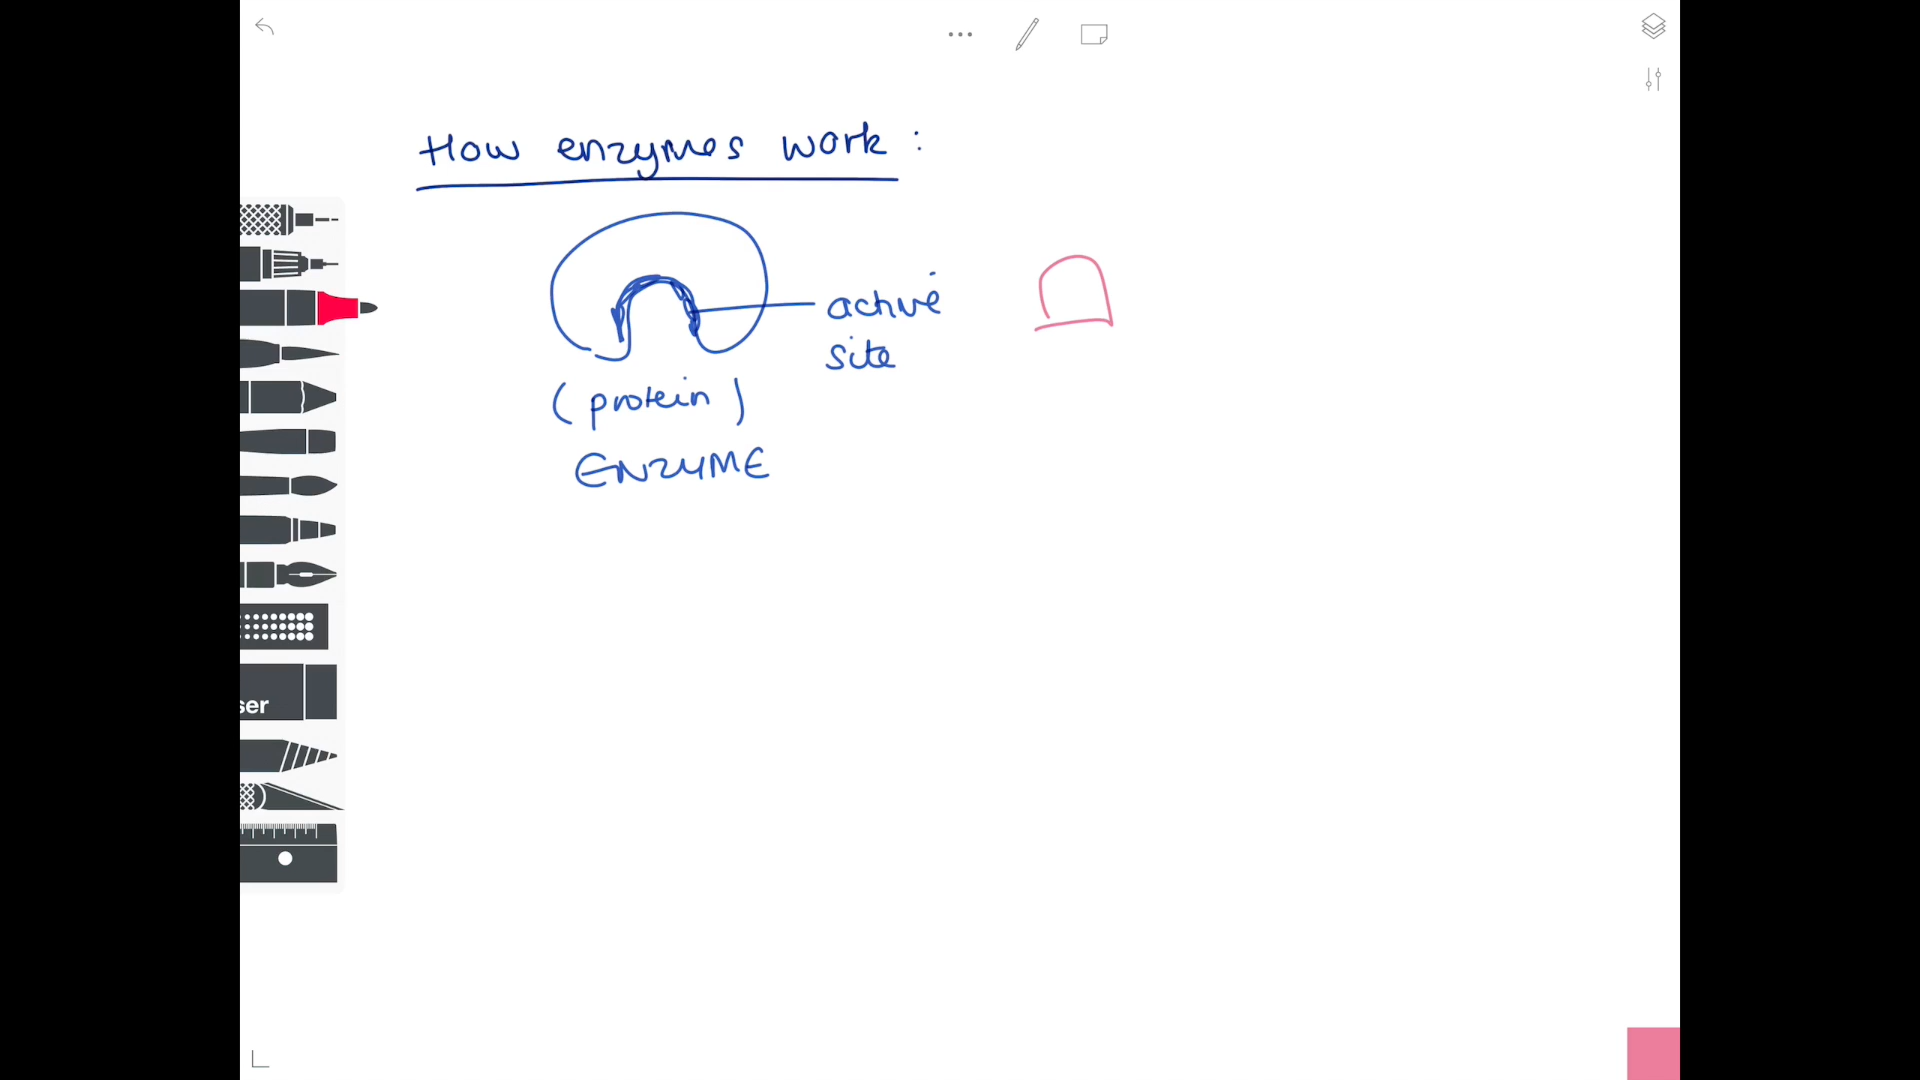 How enzymes work :
active
site
(protein)
ENZYME
ser